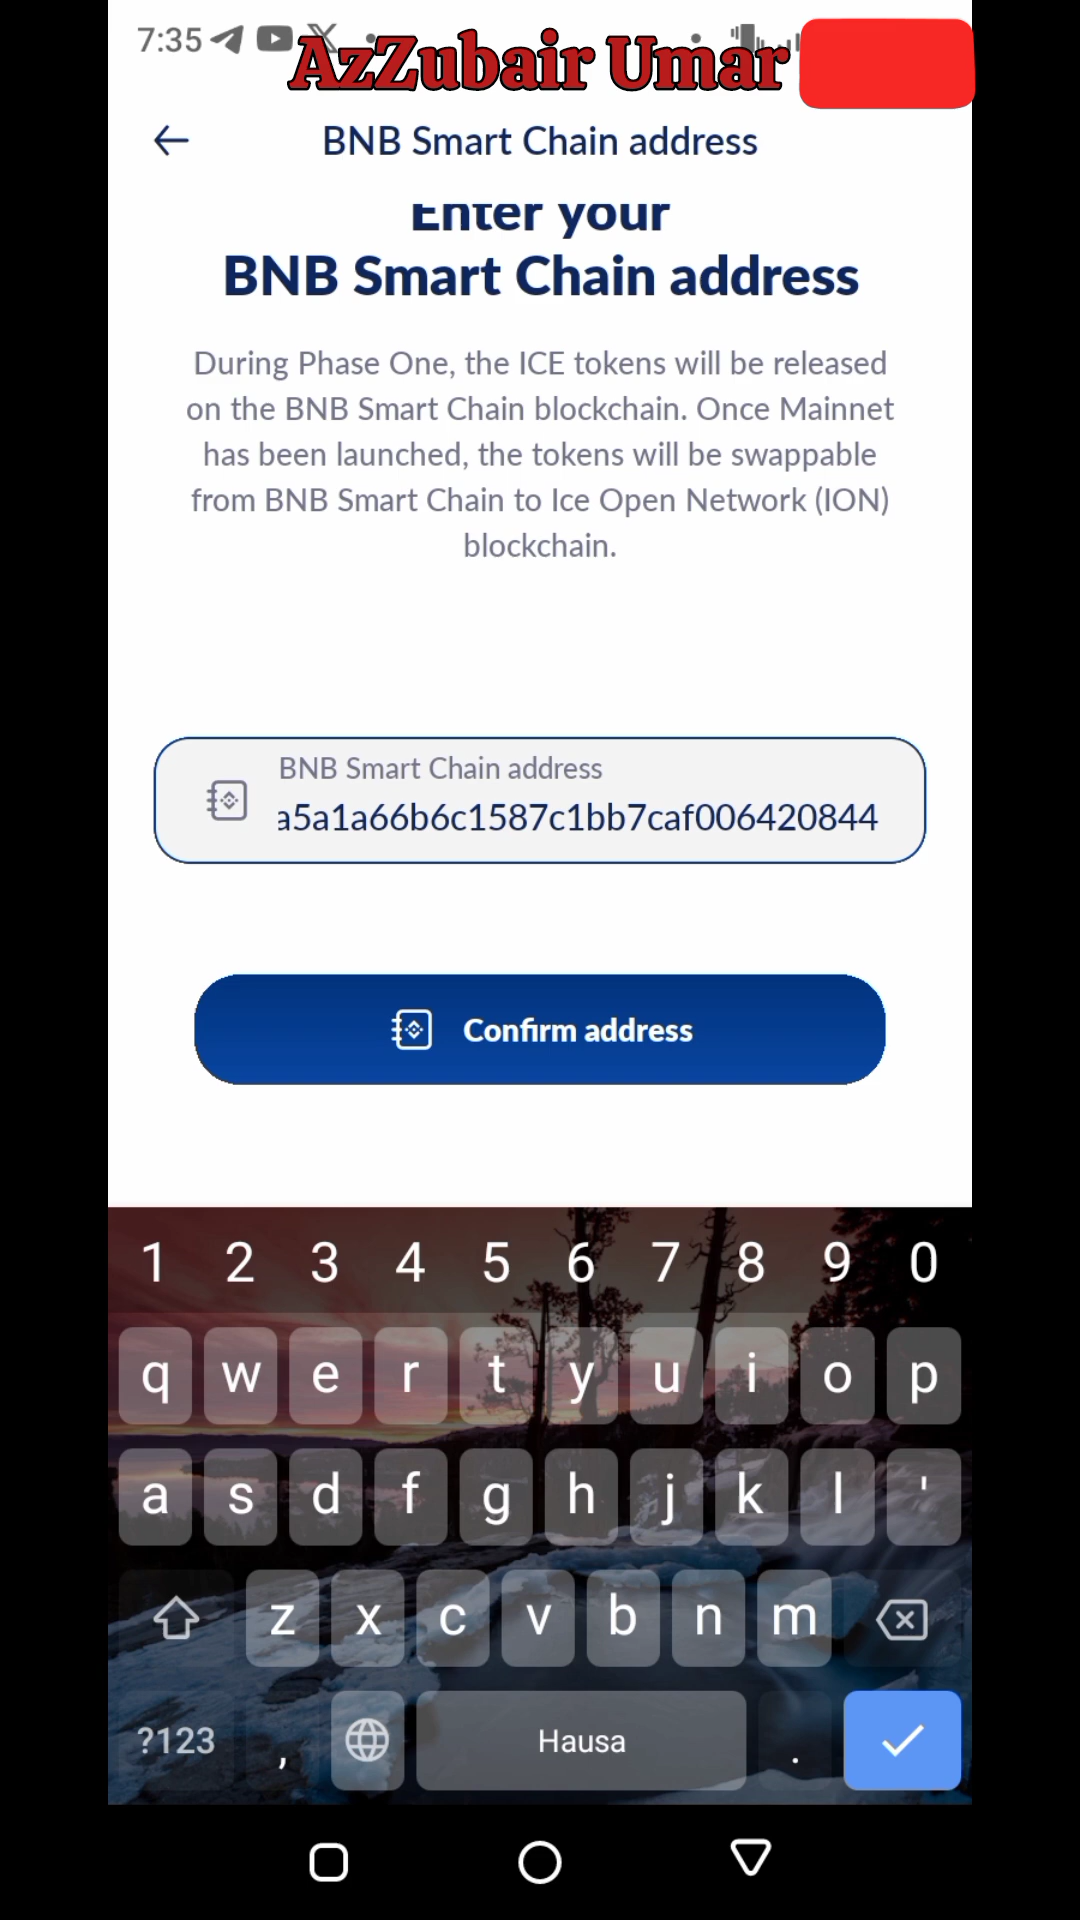 7:35
AzZubair Umar
BNB Smart Chain address
Enter your
BNB Smart Chain address
During Phase One, the ICE tokens will be released
on the BNB Smart Chain blockchain. Once Mainnet
has been launched, the tokens will be swappable
from BNB Smart Chain to Ice Open Network (ION)
blockchain.
BNB Smart Chain address
a5a1a66b6c1587c1bb7caf006420844
Confirm address
1 2 3 4 5 6 7 8 9 0
q w e r t y u i o p
a s d f g h j k l '
z x c v b n m
?123 , Hausa .